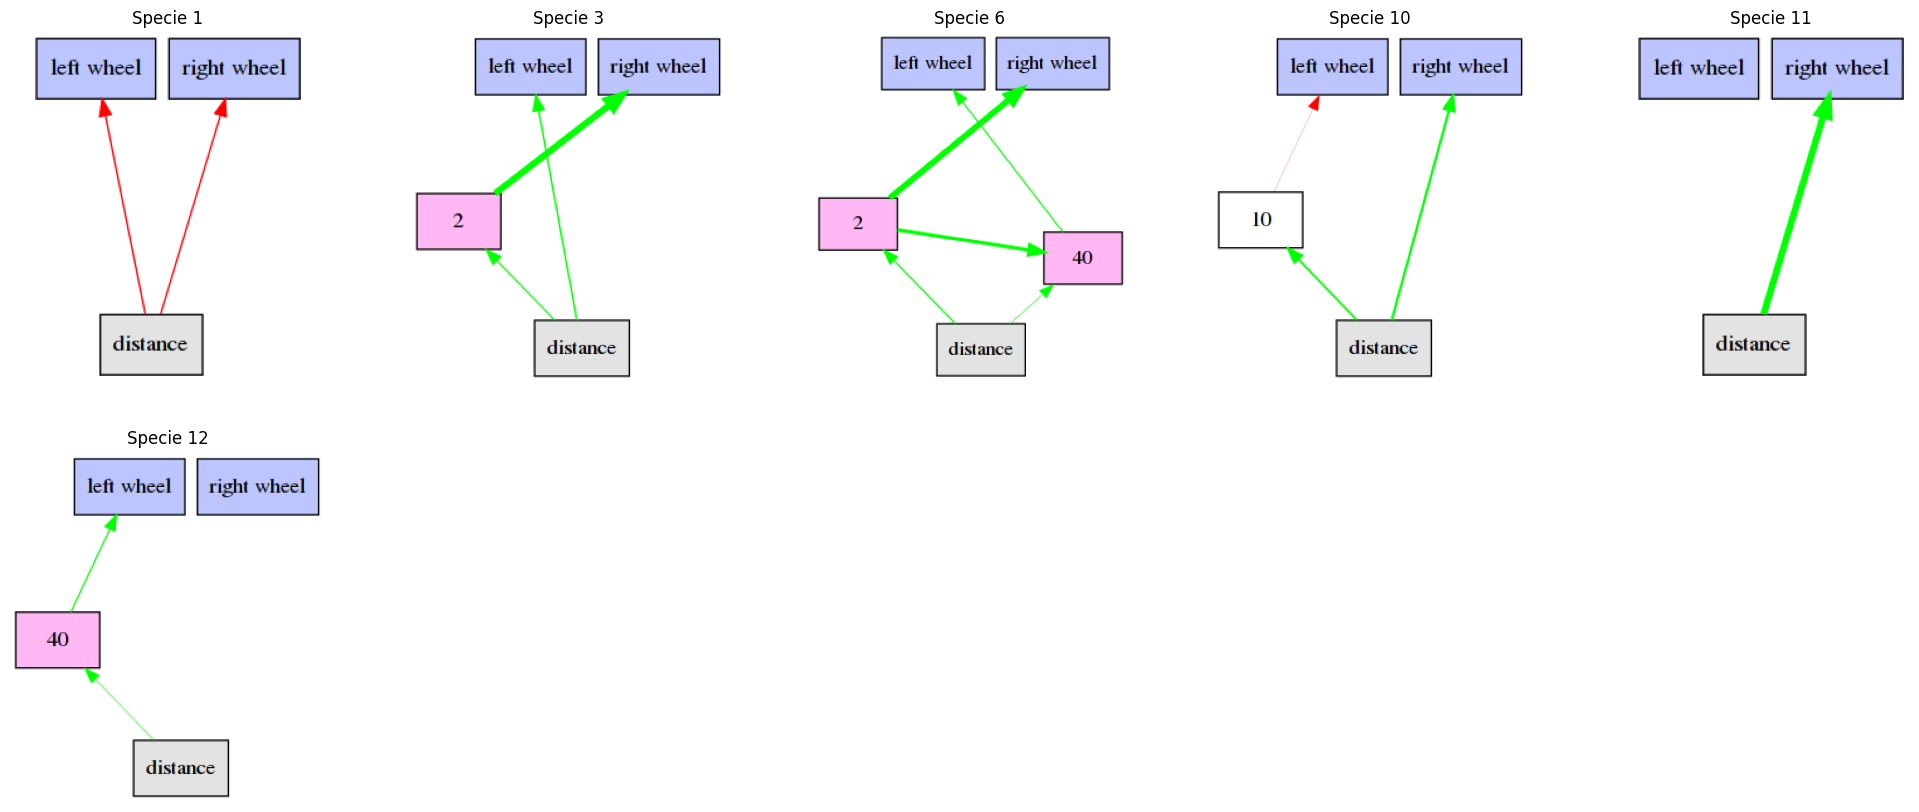 Specie 1
left wheel
right wheel
distance
Specie 3
left wheel
right wheel
2
distance
Specie 6
left wheel
right wheel
2
40
distance
Specie 10
left wheel
right wheel
10
distance
Specie 11
left wheel
right wheel
distance
Specie 12
left wheel
right wheel
40
distance